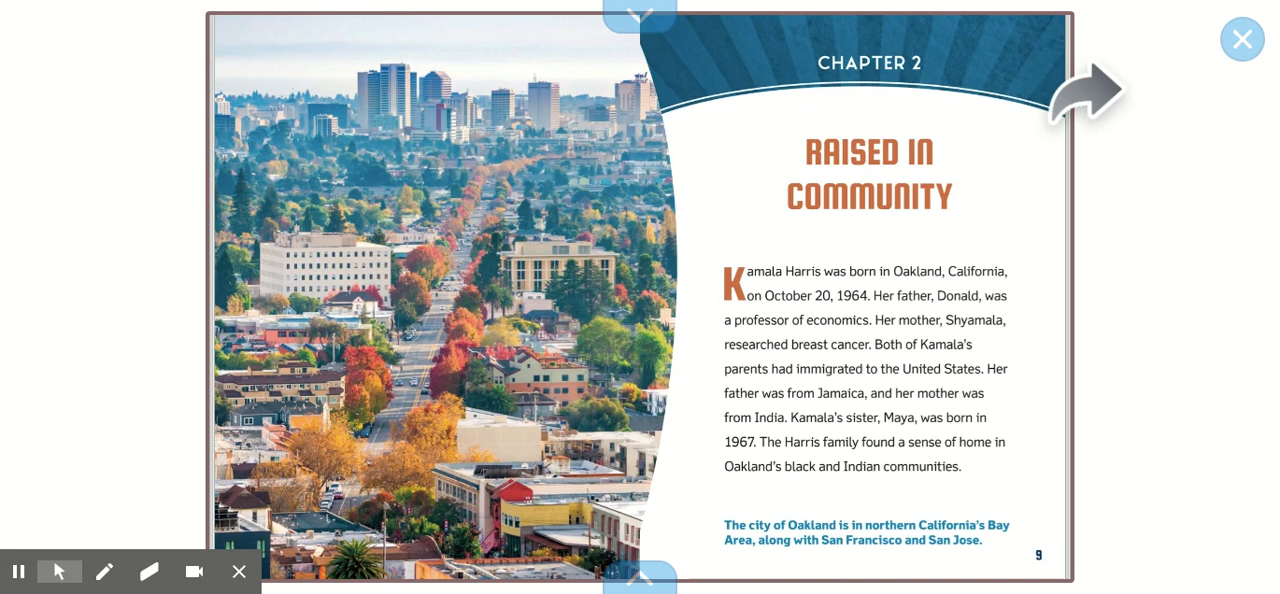 CHAPTER 2
RAISED IN
COMMUNITY
Kamala Harris was born in Oakland, California,
on October 20, 1964. Her father, Donald, was
a professor of economics. Her mother, Shyamala,
researched breast cancer. Both of Kamala's
parents had immigrated to the United States. Her
father was from Jamaica, and her mother was
from India. Kamala's sister, Maya, was born in
1967. The Harris family found a sense of home in
Oakland's black and Indian communities.
The city of Oakland is in northern California's Bay
Area, along with San Francisco and San Jose.
9